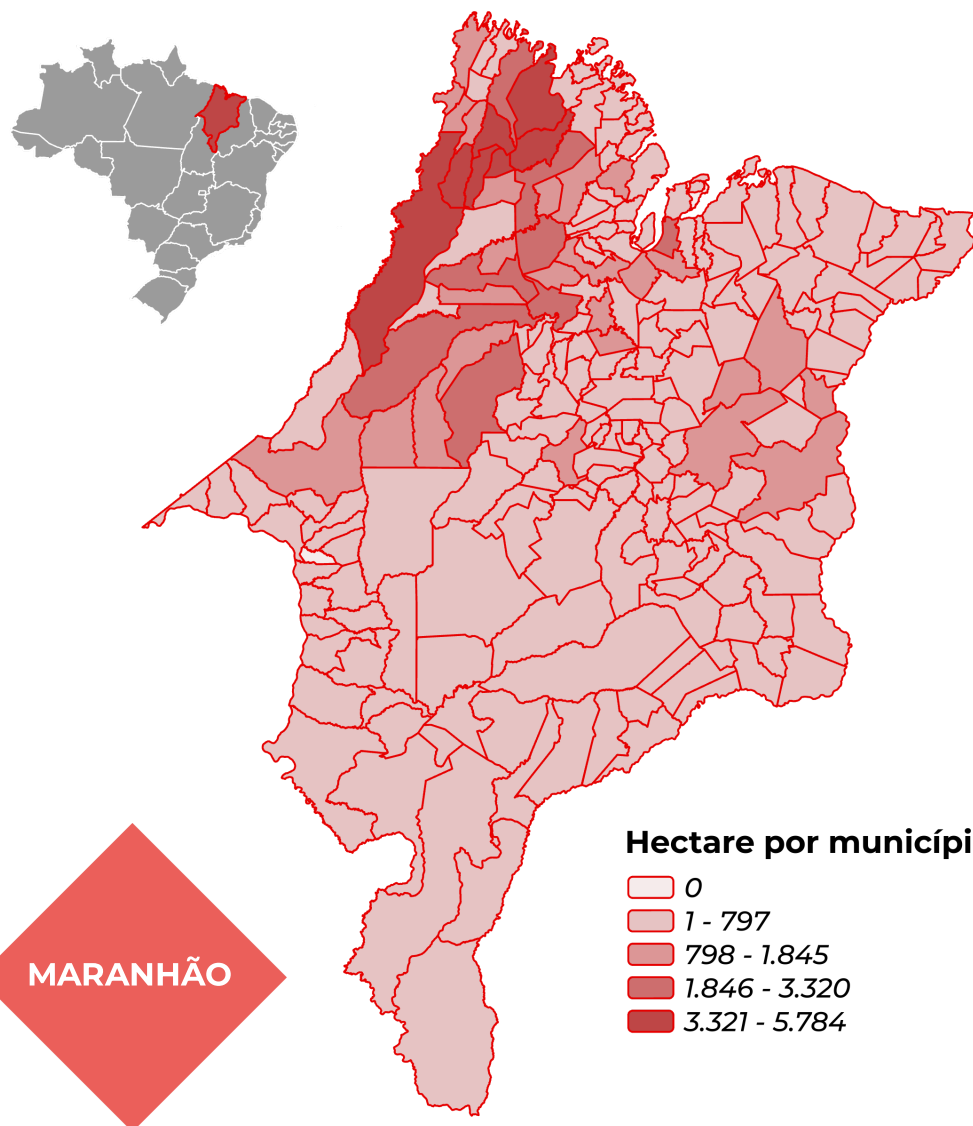 Hectare por municípi
0
1 - 797
798 - 1.845
1.846 - 3.320
3.321 - 5.784
MARANHÃO